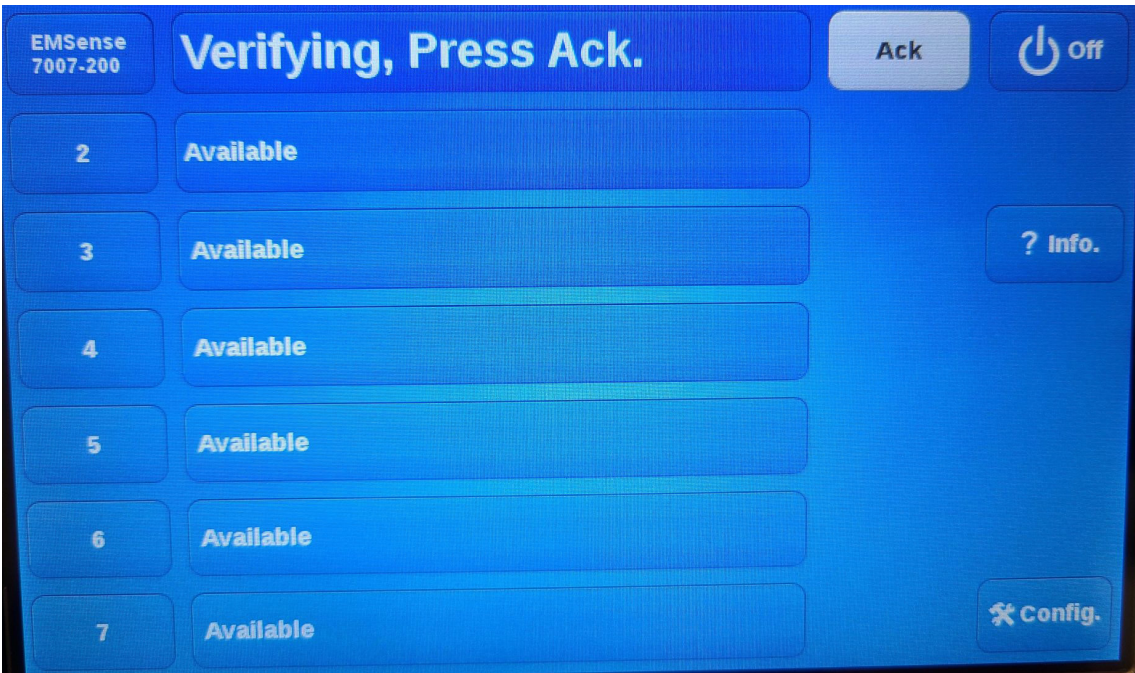 EMSense
7007-200
Verifying, Press Ack.
Ack
Off
2
Available
3
Available
? Info.
4
Available
5
Available
6
Available
7
Available
Config.